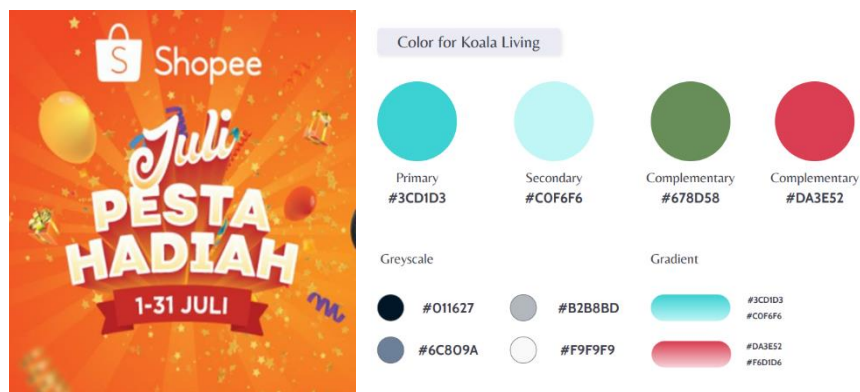 S Shopee
Juli
PESTA
HADIAH
1-31 JULI
Color for Koala Living
Primary
#3CD1D3
Secondary
#C0F6F6
Complementary
#678D58
Complementary
#DA3E52
Greyscale
#011627
#B2B8BD
#6C809A
#F9F9F9
Gradient
#3CD1D3
#C0F6F6
#DA3E52
#F6D1D6